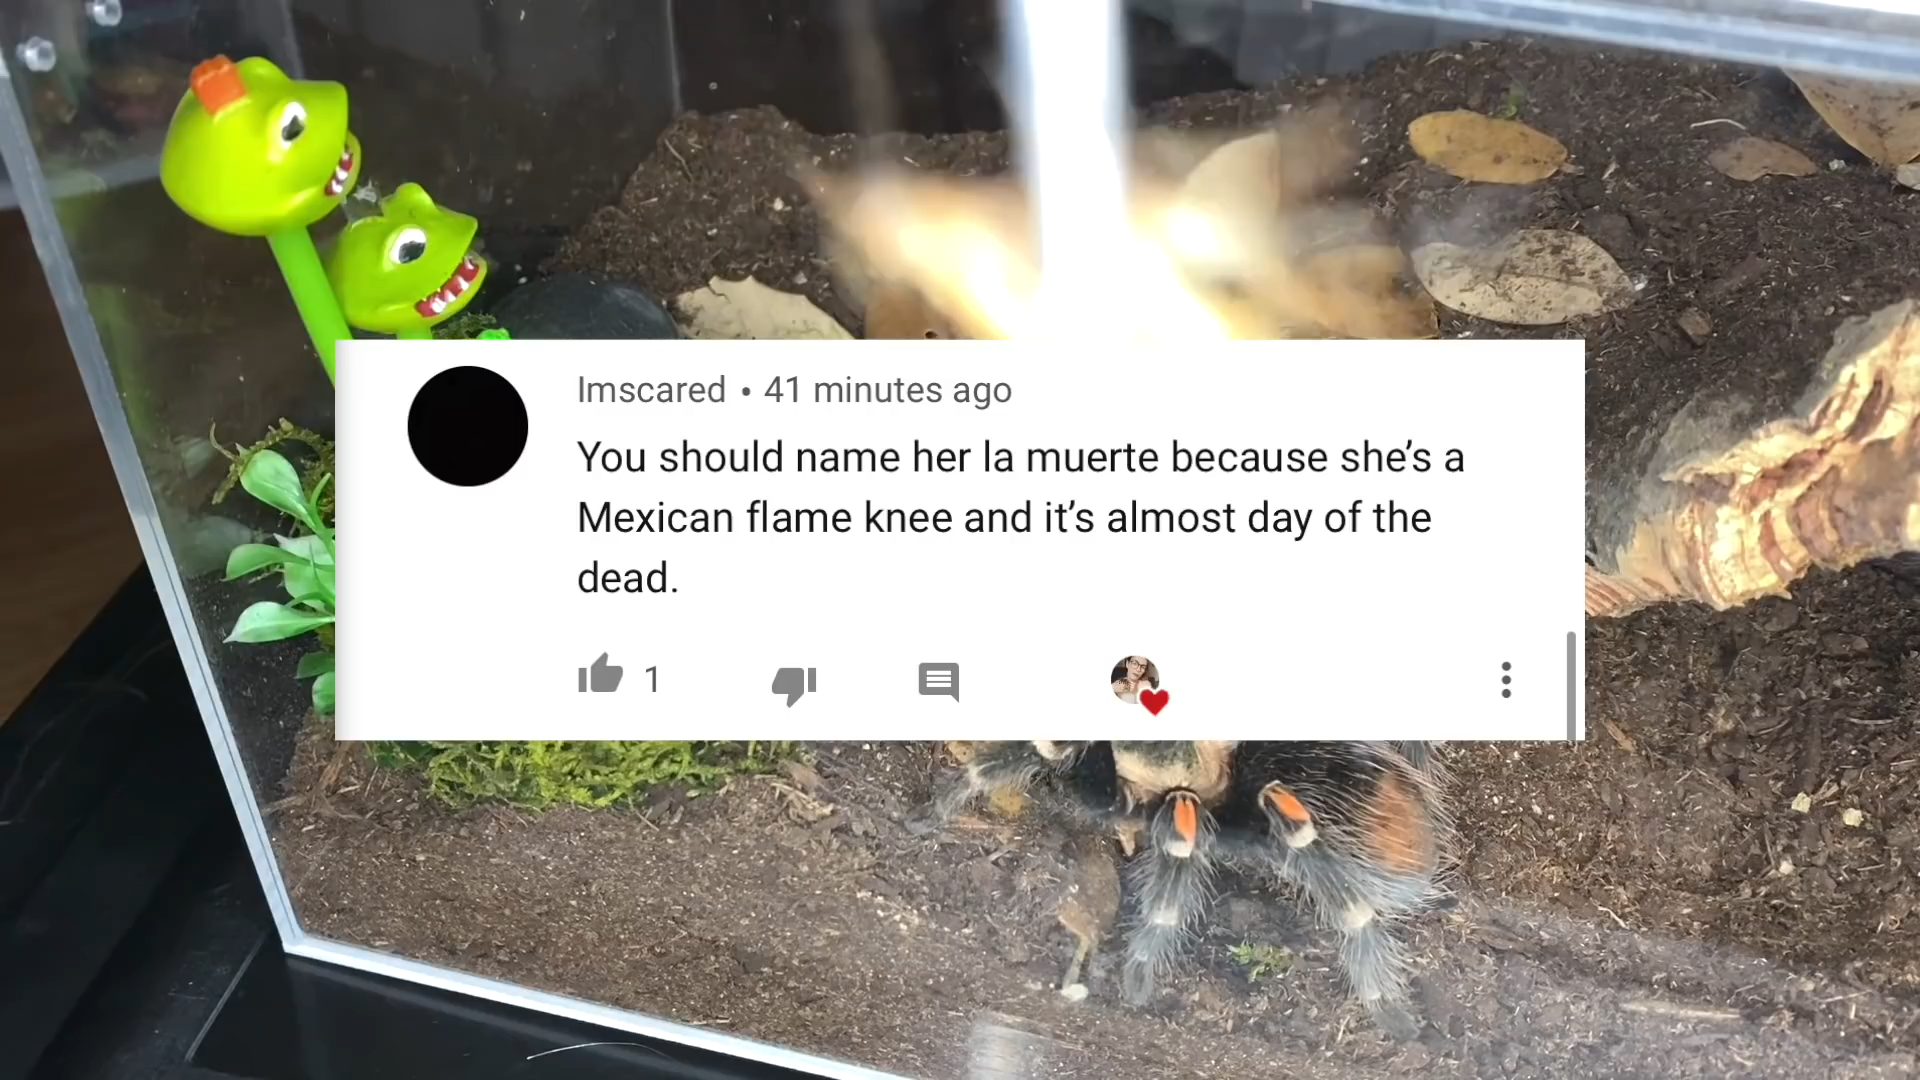 Imscared • 41 minutes ago
You should name her la muerte because she’s a
Mexican flame knee and it’s almost day of the
dead.
1